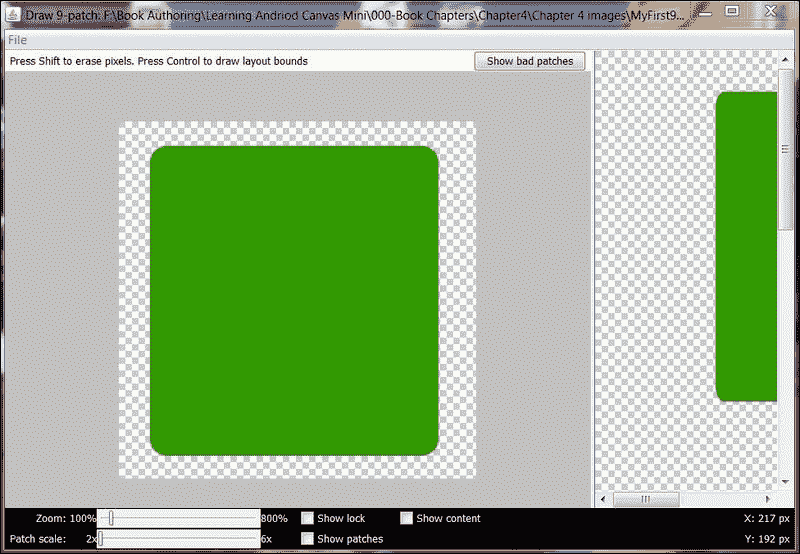 Draw 9-patch: F:\Book Authoring\Learning Andriod Canvas Mini\000-Book Chapters\Chapter4\Chapter 4 images\MyFirst9...
File
Press Shift to erase pixels. Press Control to draw layout bounds Show bad patches
Zoom: 100% 800% Show lock Show content X: 217 px
Patch scale: 2x 6x Show patches Y: 192 px